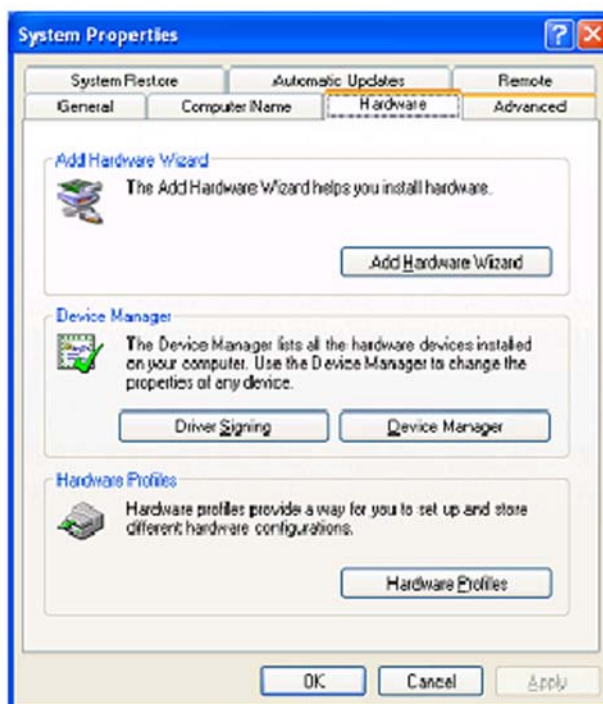 System Properties
System Restore
Automatic Updates
Remote
General
Computer Name
Hardware
Advanced
Add Hardware Wizard
The Add Hardware Wizard helps you install hardware.
Add Hardware Wizard
Device Manager
The Device Manager lists all the hardware devices installed
on your computer. Use the Device Manager to change the
properties of any device.
Driver Signing
Device Manager
Hardware Profiles
Hardware profiles provide a way for you to set up and store
different hardware configurations.
Hardware Profiles
OK
Cancel
Apply